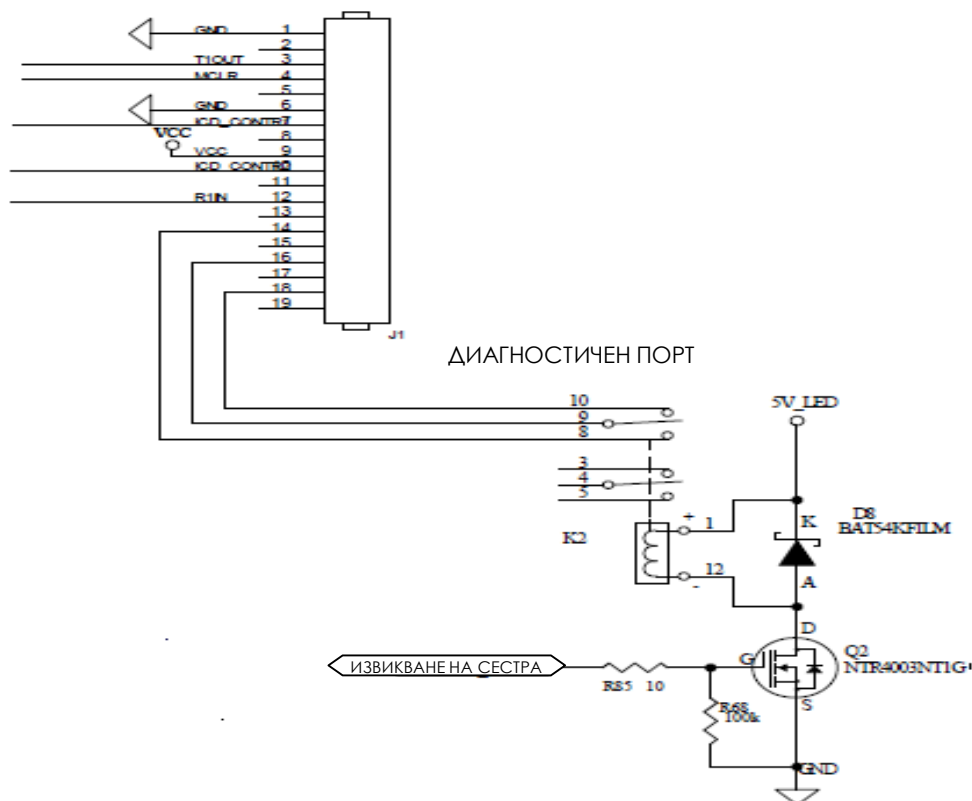 GND 1
2
T1OUT 3
MCLR 4
5
GND 6
ICD_CONTR1 7
VCC
8
VCC 9
ICD_CONTR2 10
11
R1IN 12
13
14
15
16
17
18
19
J1
ДИАГНОСТИЧЕН ПОРТ
10
9
8
5V_LED
3
4
5
K2
+ 1
12
-
D8
BAT54KFILM
K
A
D
Q2
NTR4003NT1G
G
S
ИЗВИКВАНЕ НА СЕСТРА
R85 10
R68
100k
GND